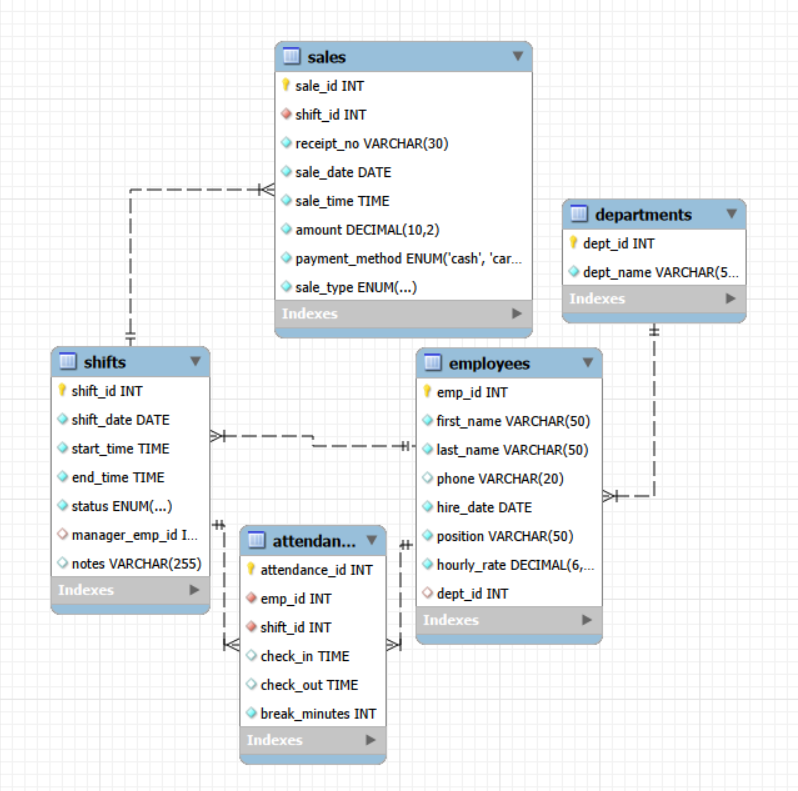 sales
sale_id INT
shift_id INT
receipt_no VARCHAR(30)
sale_date DATE
sale_time TIME
amount DECIMAL(10,2)
payment_method ENUM('cash', 'car...
sale_type ENUM(...)
Indexes
departments
dept_id INT
dept_name VARCHAR(5...
Indexes
shifts
shift_id INT
shift_date DATE
start_time TIME
end_time TIME
status ENUM(...)
manager_emp_id I...
notes VARCHAR(255)
Indexes
employees
emp_id INT
first_name VARCHAR(50)
last_name VARCHAR(50)
phone VARCHAR(20)
hire_date DATE
position VARCHAR(50)
hourly_rate DECIMAL(6,...
dept_id INT
Indexes
attendan...
attendance_id INT
emp_id INT
shift_id INT
check_in TIME
check_out TIME
break_minutes INT
Indexes